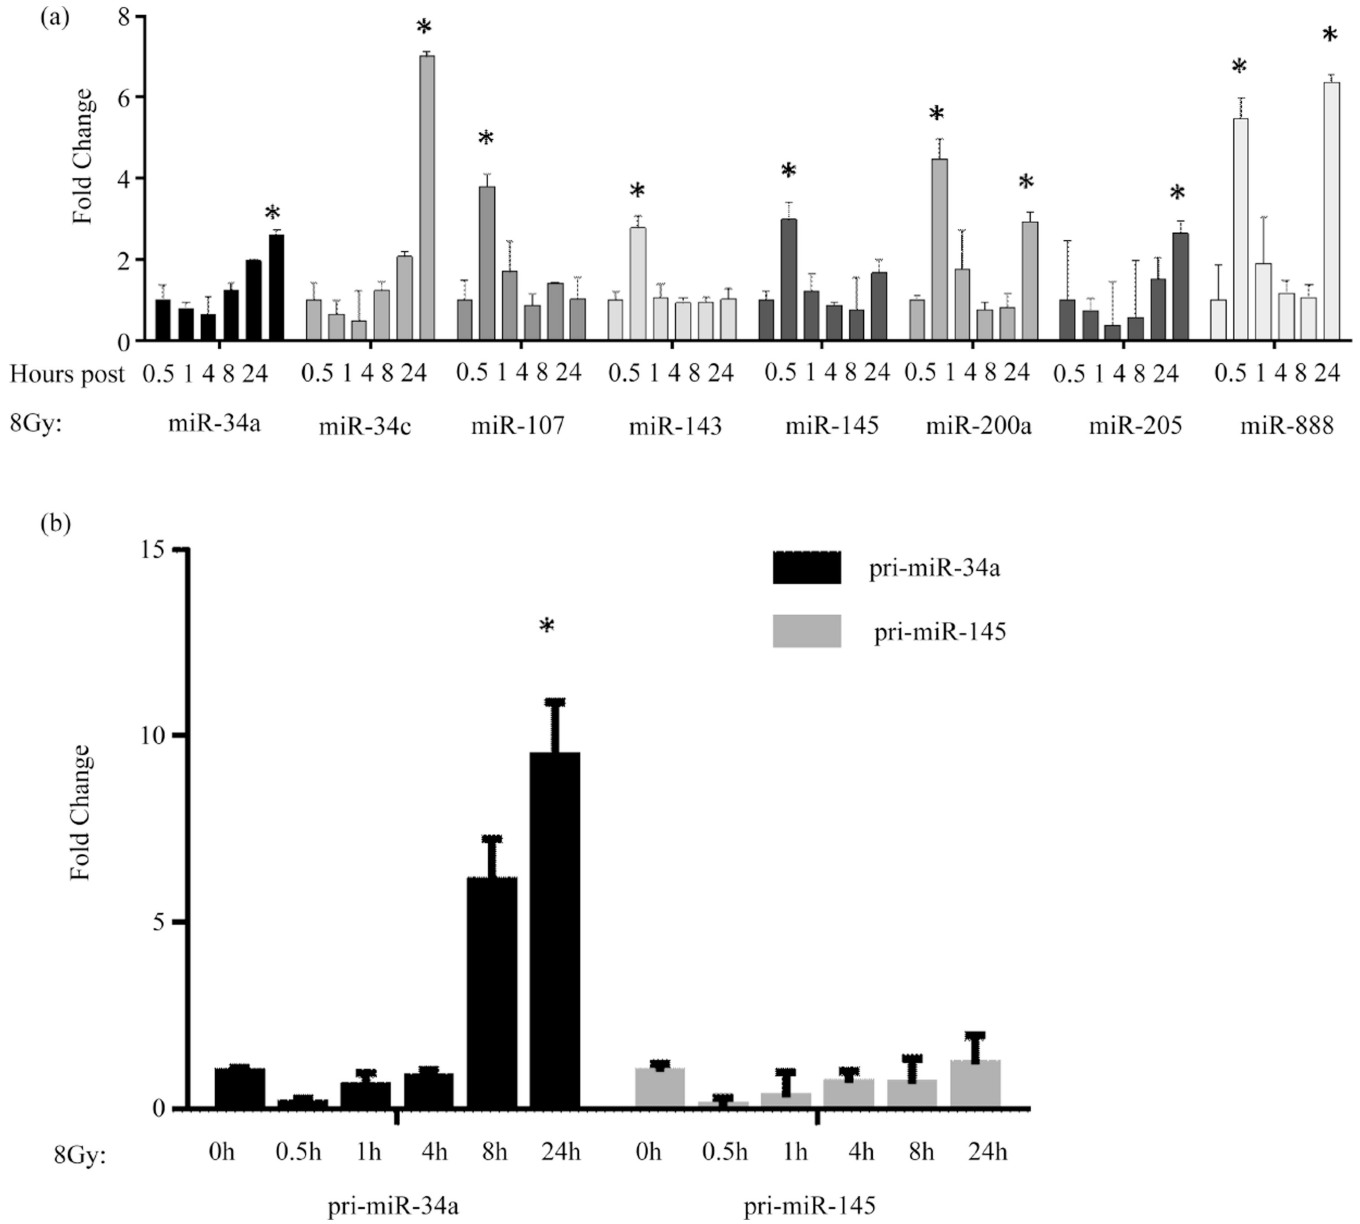 (a)
8
6
4
2
0
Fold Change
* * * * * * * * * *
Hours post 0.5 1 4 8 24 0.5 1 4 8 24 0.5 1 4 8 24 0.5 1 4 8 24 0.5 1 4 8 24 0.5 1 4 8 24 0.5 1 4 8 24 0.5 1 4 8 24
8Gy: miR-34a miR-34c miR-107 miR-143 miR-145 miR-200a miR-205 miR-888
(b)
15
10
5
0
Fold Change
pri-miR-34a
pri-miR-145
*
8Gy: 0h 0.5h 1h 4h 8h 24h 0h 0.5h 1h 4h 8h 24h
pri-miR-34a pri-miR-145